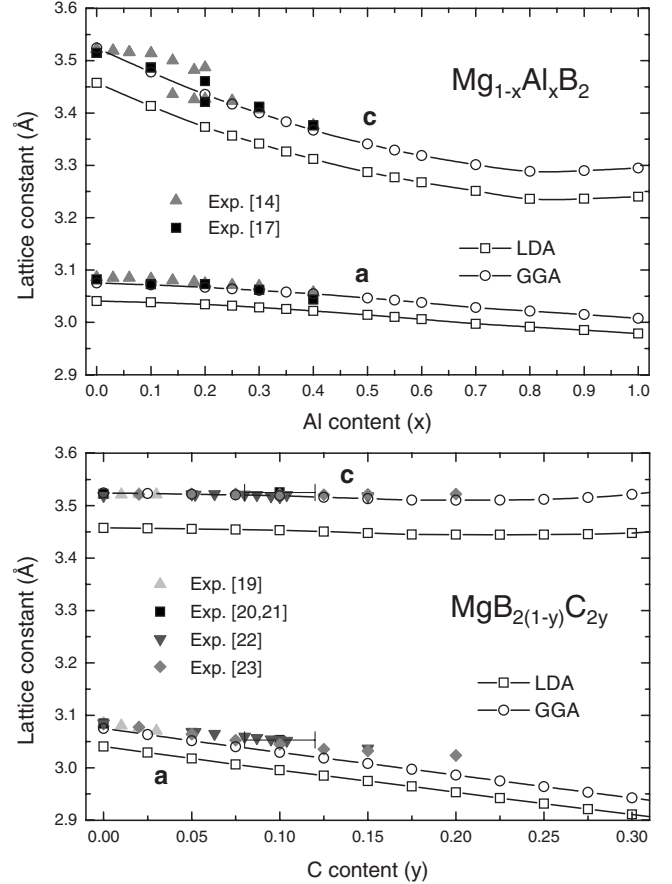 3.6
3.5
3.4
3.3
3.2
3.1
3.0
2.9
Lattice constant (Å)
Mg1-xAlxB2
c
Exp. [14]
Exp. [17]
a
LDA
GGA
0.0 0.1 0.2 0.3 0.4 0.5 0.6 0.7 0.8 0.9 1.0
Al content (x)
3.6
3.5
3.4
3.3
3.2
3.1
3.0
2.9
Lattice constant (Å)
c
Exp. [19]
Exp. [20,21]
Exp. [22]
Exp. [23]
MgB2(1-y)C2y
LDA
GGA
a
0.00 0.05 0.10 0.15 0.20 0.25 0.30
C content (y)